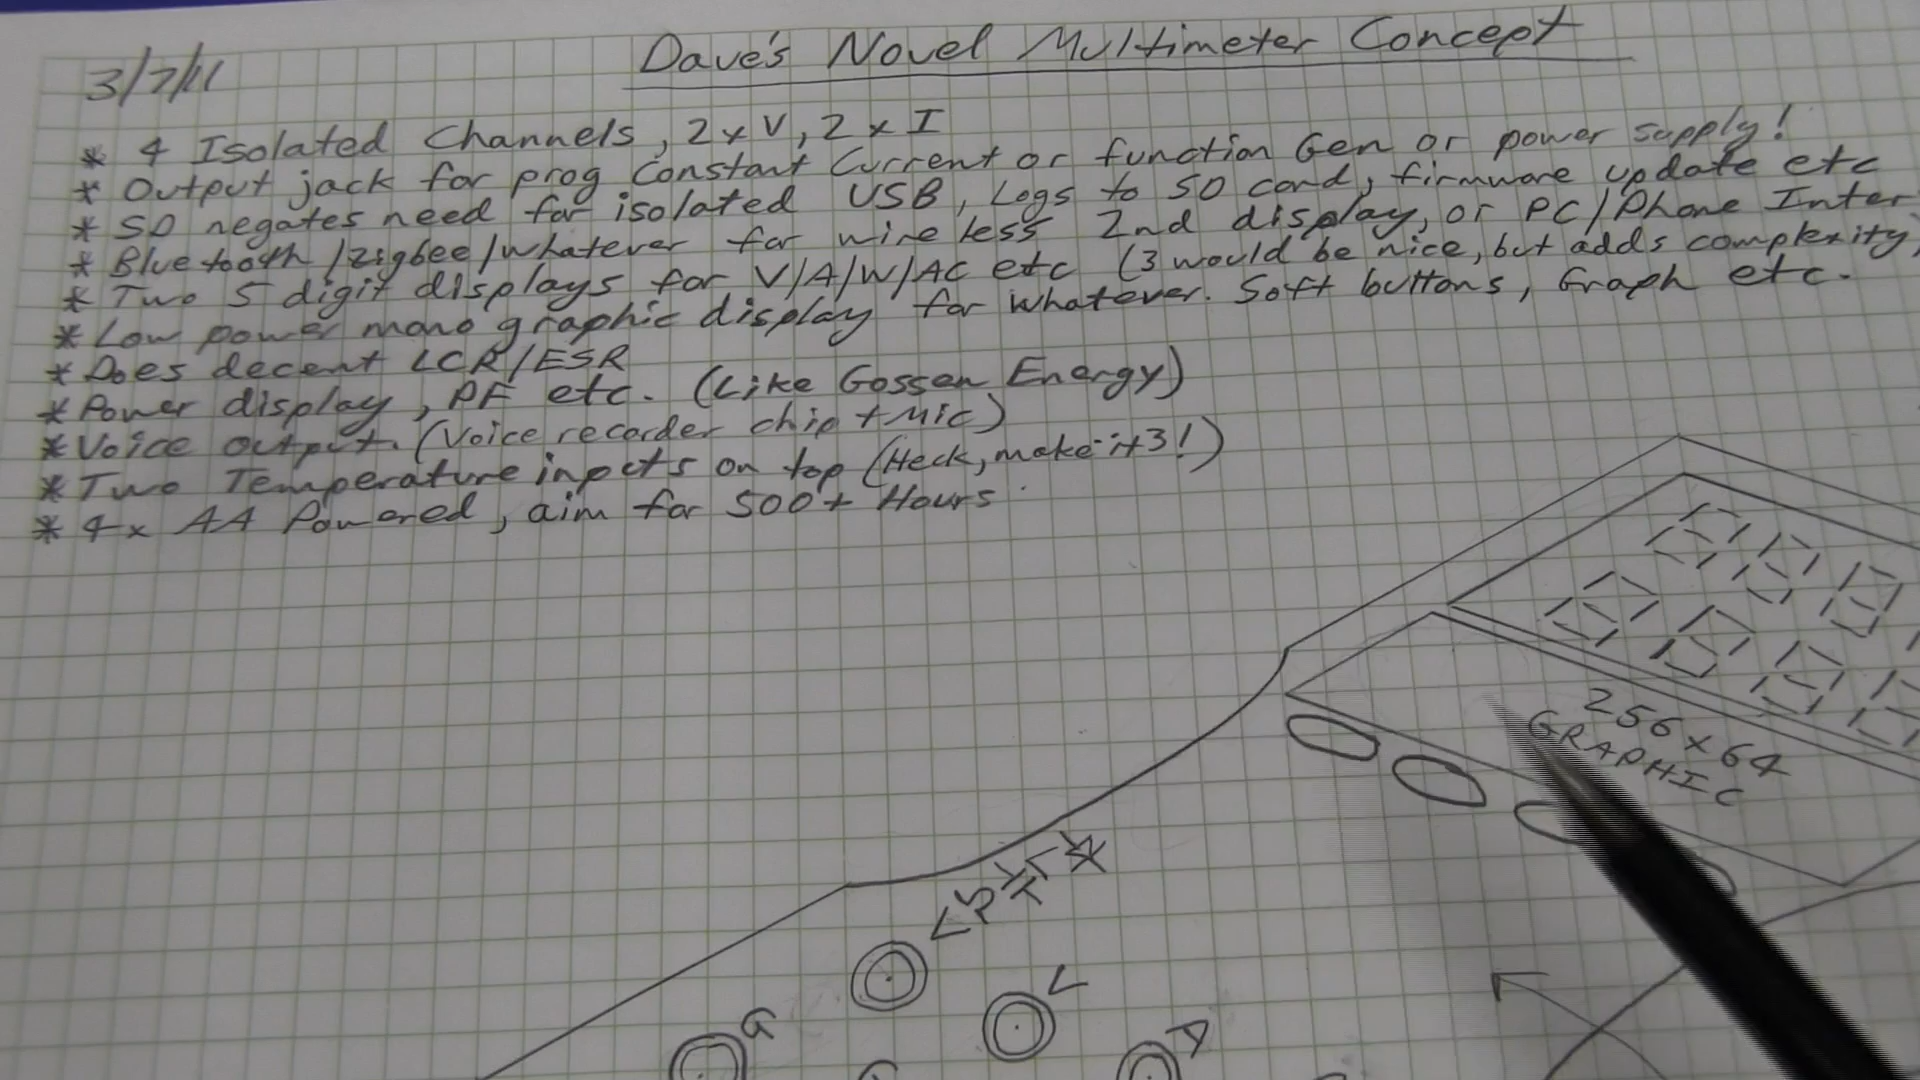 Dave's Novel Multimeter Concept
3/7/11
* 4 Isolated Channels, 2xV, 2xI
* Output jack for prog Constant Current or function Gen or power supply!
* SD negates need for isolated USB, Logs to SD card, firmware update etc
* Bluetooth/zigbee/whatever for wireless 2nd display, or PC/Phone Inter
* Two 5 digit displays for V/A/W/AC etc (3 would be nice, but adds complexity)
* Low power mono graphic display for whatever. Soft buttons, Graph etc.
* Does decent LCR/ESR
* Power display, PF etc. (Like Gossen Energy)
* Voice output. (Voice recorder chip + Mic)
* Two Temperature inputs on top (Heck, make it 3!)
* 4x AA Powered, aim for 500+ Hours
256x64
GRAPHIC
V
V
G
A